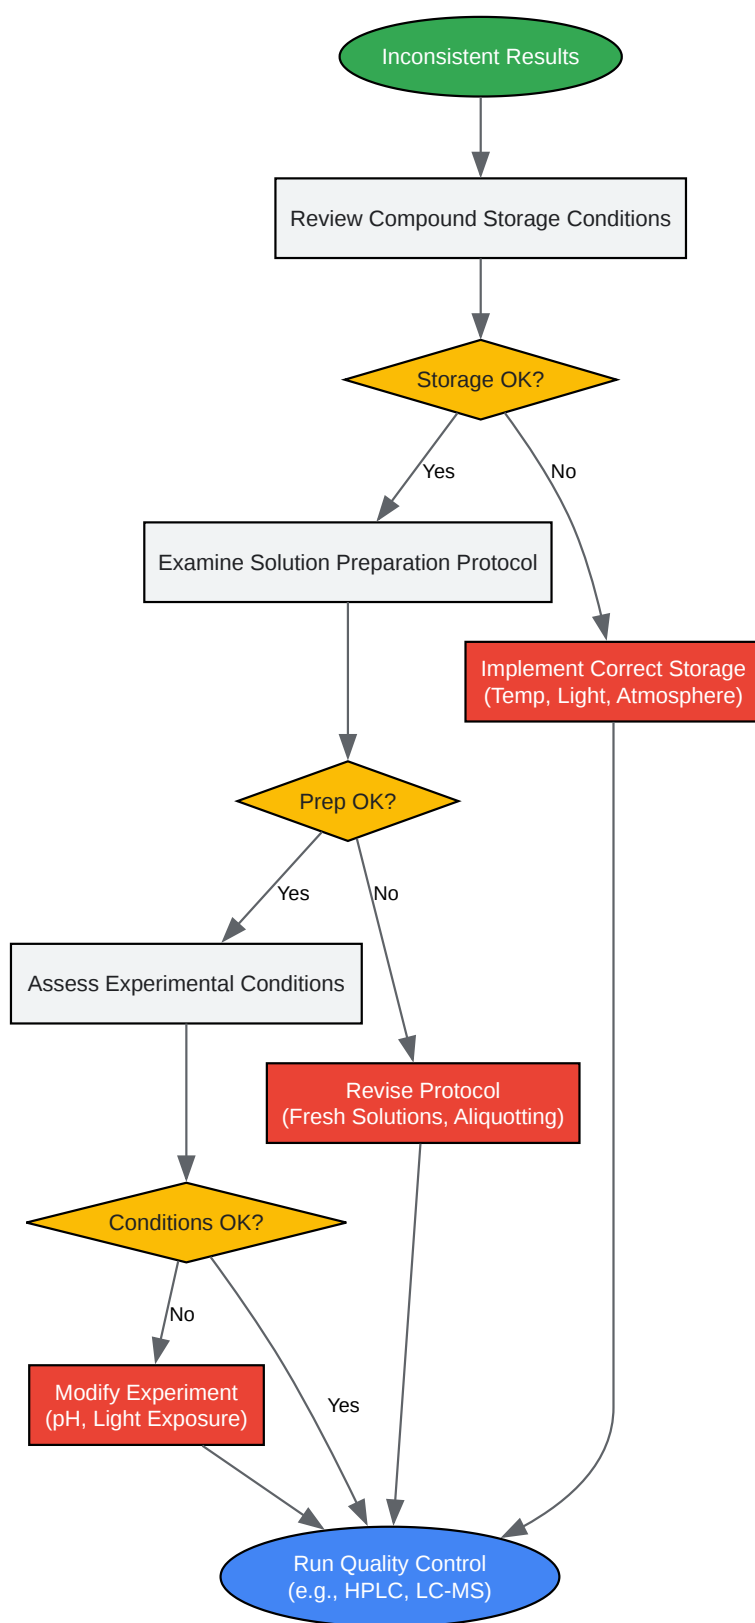 Inconsistent Results
Review Compound Storage Conditions
Storage OK?
Yes
No
Examine Solution Preparation Protocol
Implement Correct Storage
(Temp, Light, Atmosphere)
Prep OK?
Yes
No
Assess Experimental Conditions
Revise Protocol
(Fresh Solutions, Aliquotting)
Conditions OK?
No
Yes
Modify Experiment
(pH, Light Exposure)
Run Quality Control
(e.g., HPLC, LC-MS)